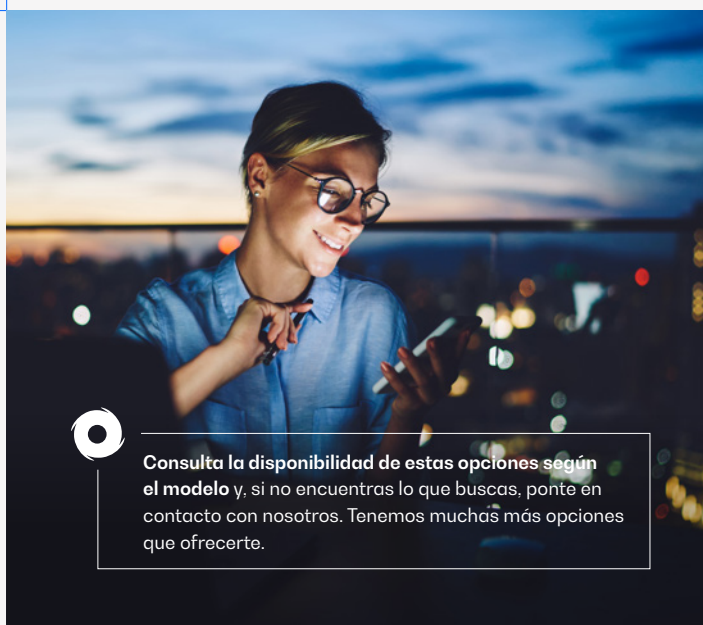 Consulta la disponibilidad de estas opciones según
el modelo y, si no encuentras lo que buscas, ponte en
contacto con nosotros. Tenemos muchas más opciones
que ofrecerte.